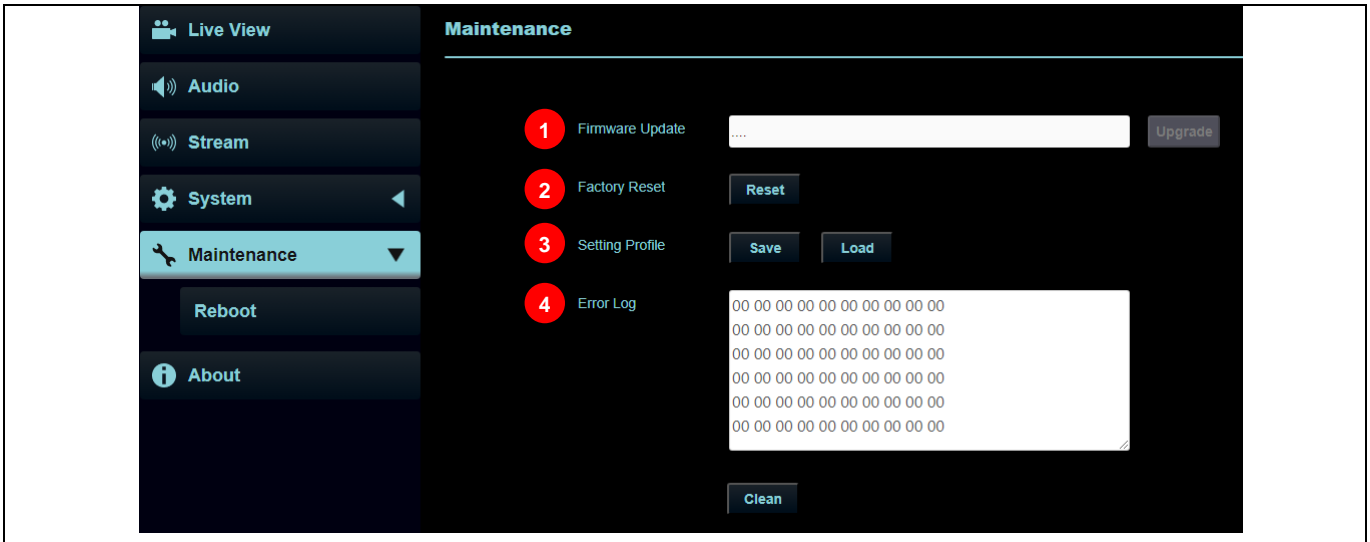 Live View
Audio
Stream
System
Maintenance
Reboot
About
Maintenance
1 Firmware Update .... Upgrade
2 Factory Reset Reset
3 Setting Profile Save Load
4 Error Log
00 00 00 00 00 00 00 00 00 00
00 00 00 00 00 00 00 00 00 00
00 00 00 00 00 00 00 00 00 00
00 00 00 00 00 00 00 00 00 00
00 00 00 00 00 00 00 00 00 00
00 00 00 00 00 00 00 00 00 00
Clean